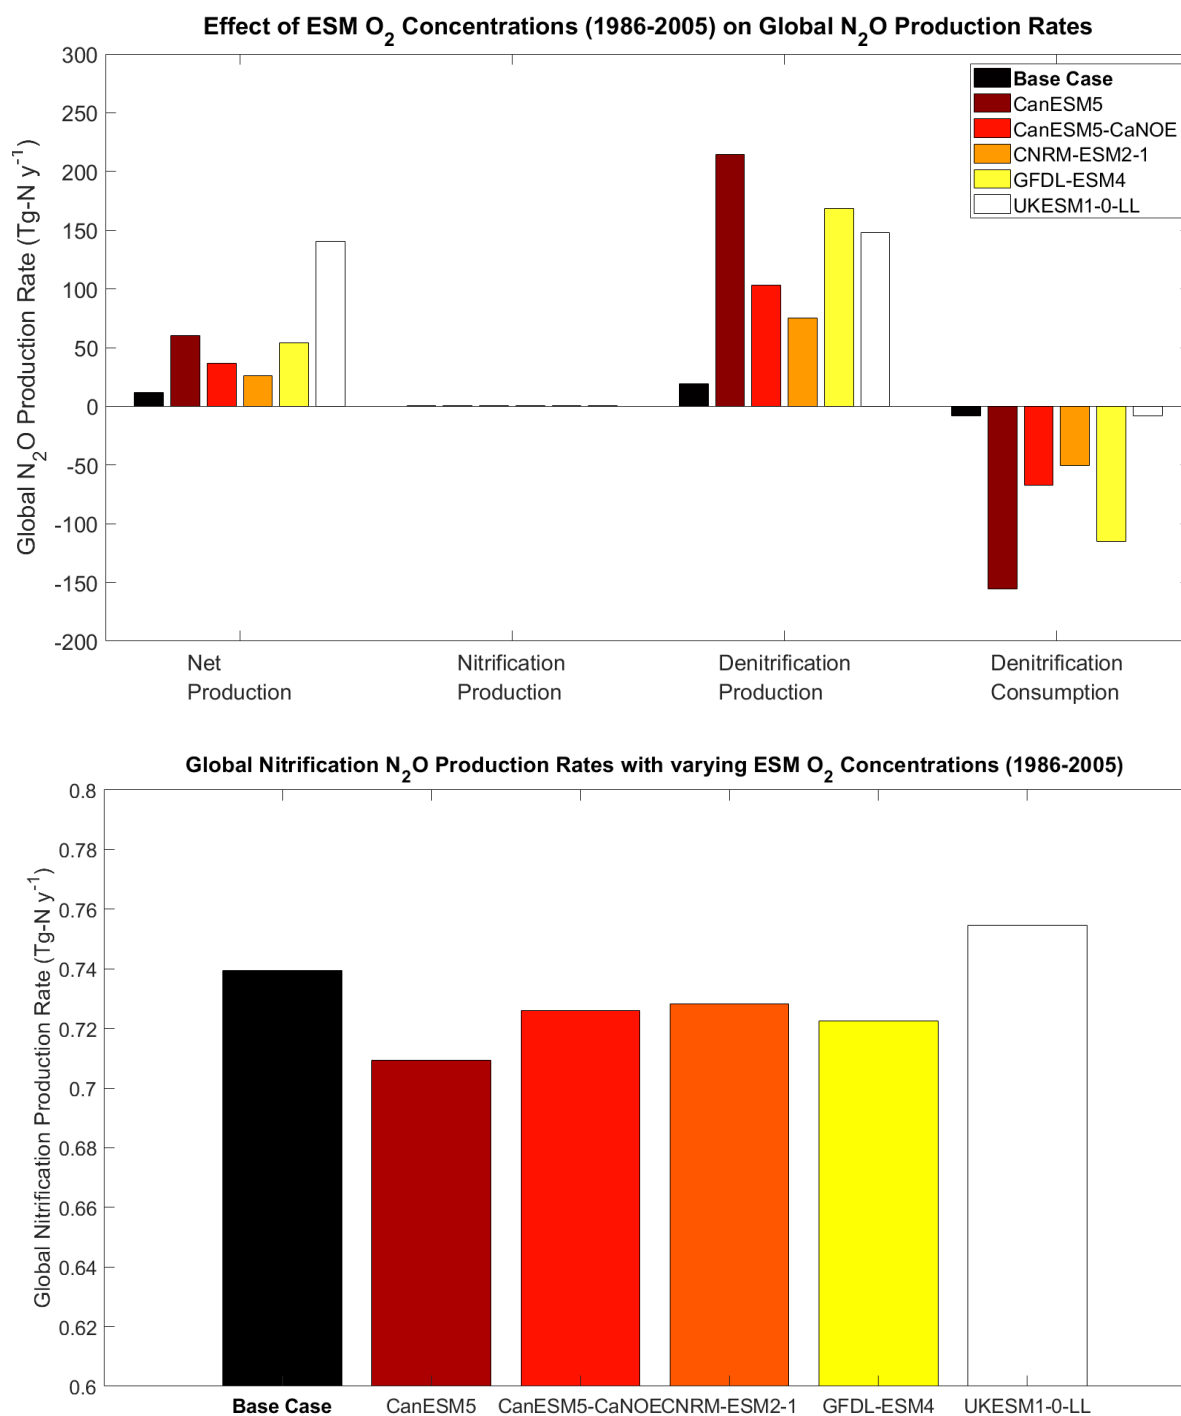 Effect of ESM O2 Concentrations (1986-2005) on Global N2O Production Rates
Global N2O Production Rate (Tg-N y-1)
300
250
200
150
100
50
0
-50
-100
-150
-200
Base Case
CanESM5
CanESM5-CaNOE
CNRM-ESM2-1
GFDL-ESM4
UKESM1-0-LL
Net
Production
Nitrification
Production
Denitrification
Production
Denitrification
Consumption
Global Nitrification N2O Production Rates with varying ESM O2 Concentrations (1986-2005)
Global Nitrification Production Rate (Tg-N y-1)
0.8
0.78
0.76
0.74
0.72
0.7
0.68
0.66
0.64
0.62
0.6
Base Case
CanESM5
CanESM5-CaNOE
CNRM-ESM2-1
GFDL-ESM4
UKESM1-0-LL